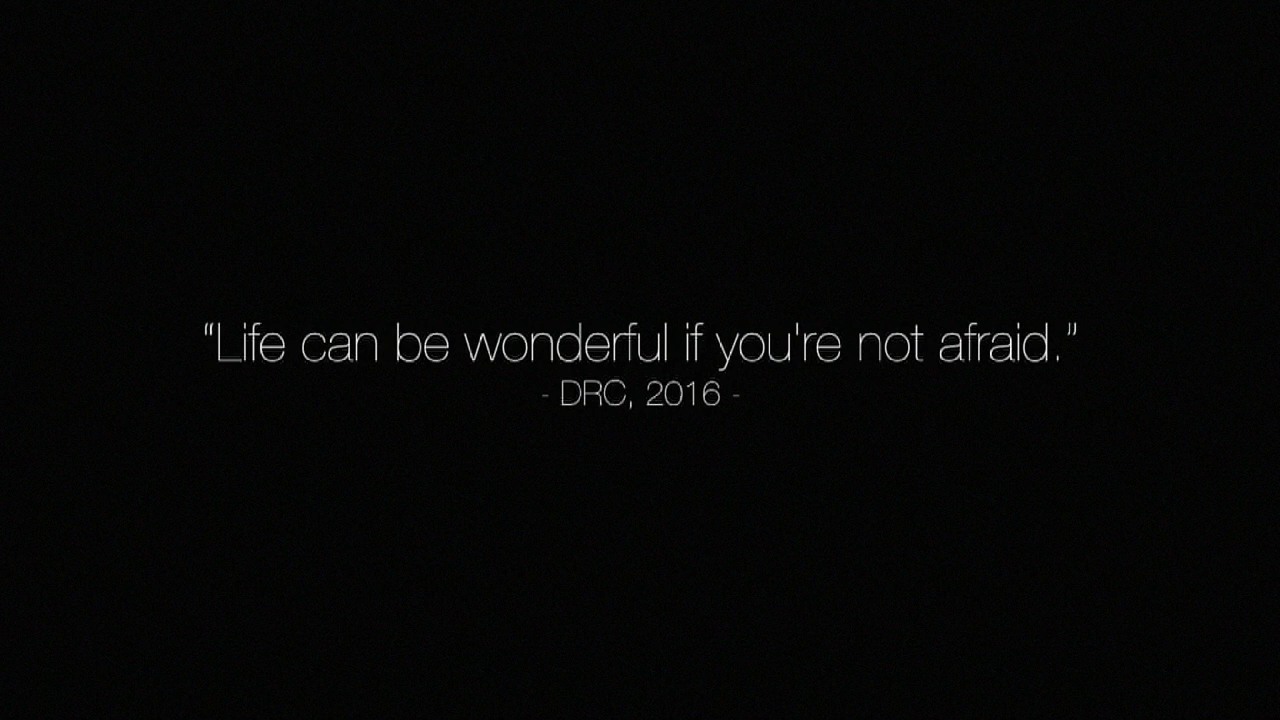 “Life can be wonderful if you're not afraid.”
- DRC, 2016 -